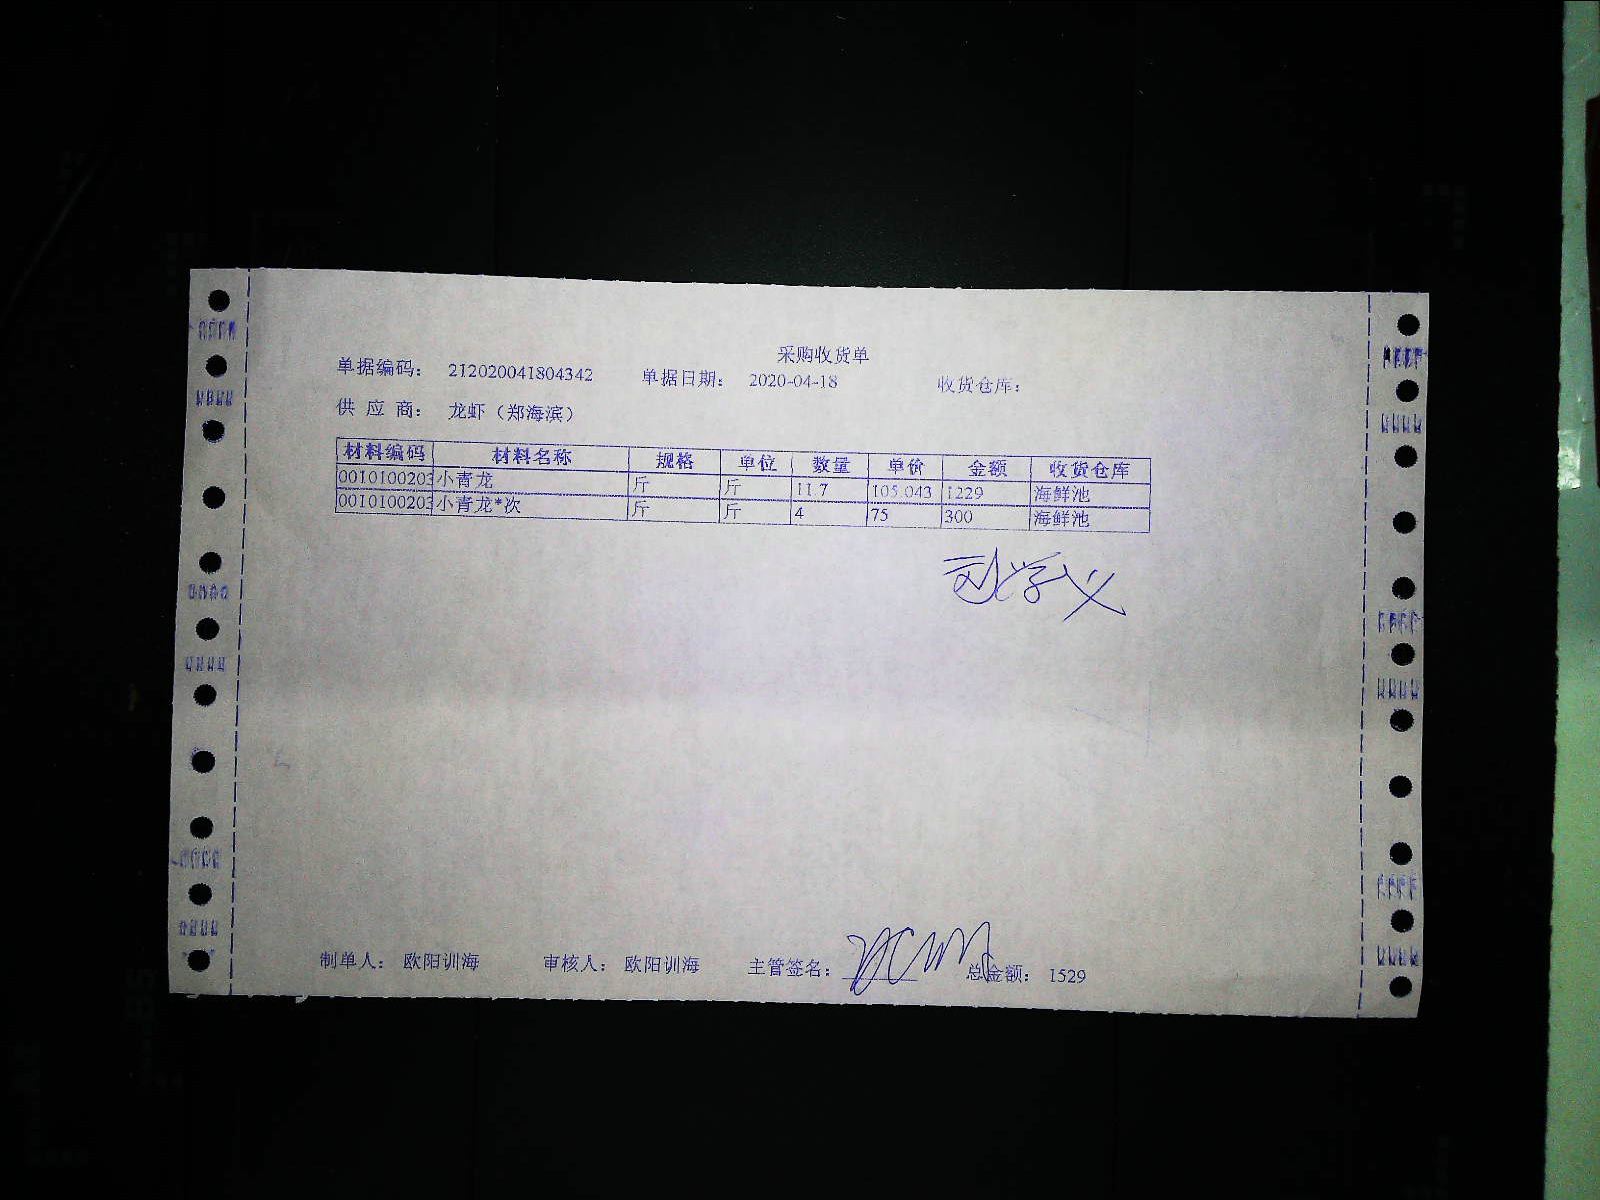 采购收货单
单据编码： 212020041804342 单据日期： 2020-04-18 收货仓库：
供 应 商： 龙虾（郑海滨）
材料编码 材料名称 规格 单位 数量 单价 金额 收货仓库
0010100203 小青龙 斤 斤 11.7 105.043 1229 海鲜池
0010100203 小青龙*次 斤 斤 4 75 300 海鲜池
制单人： 欧阳训海 审核人： 欧阳训海 主管签名： 总金额： 1529